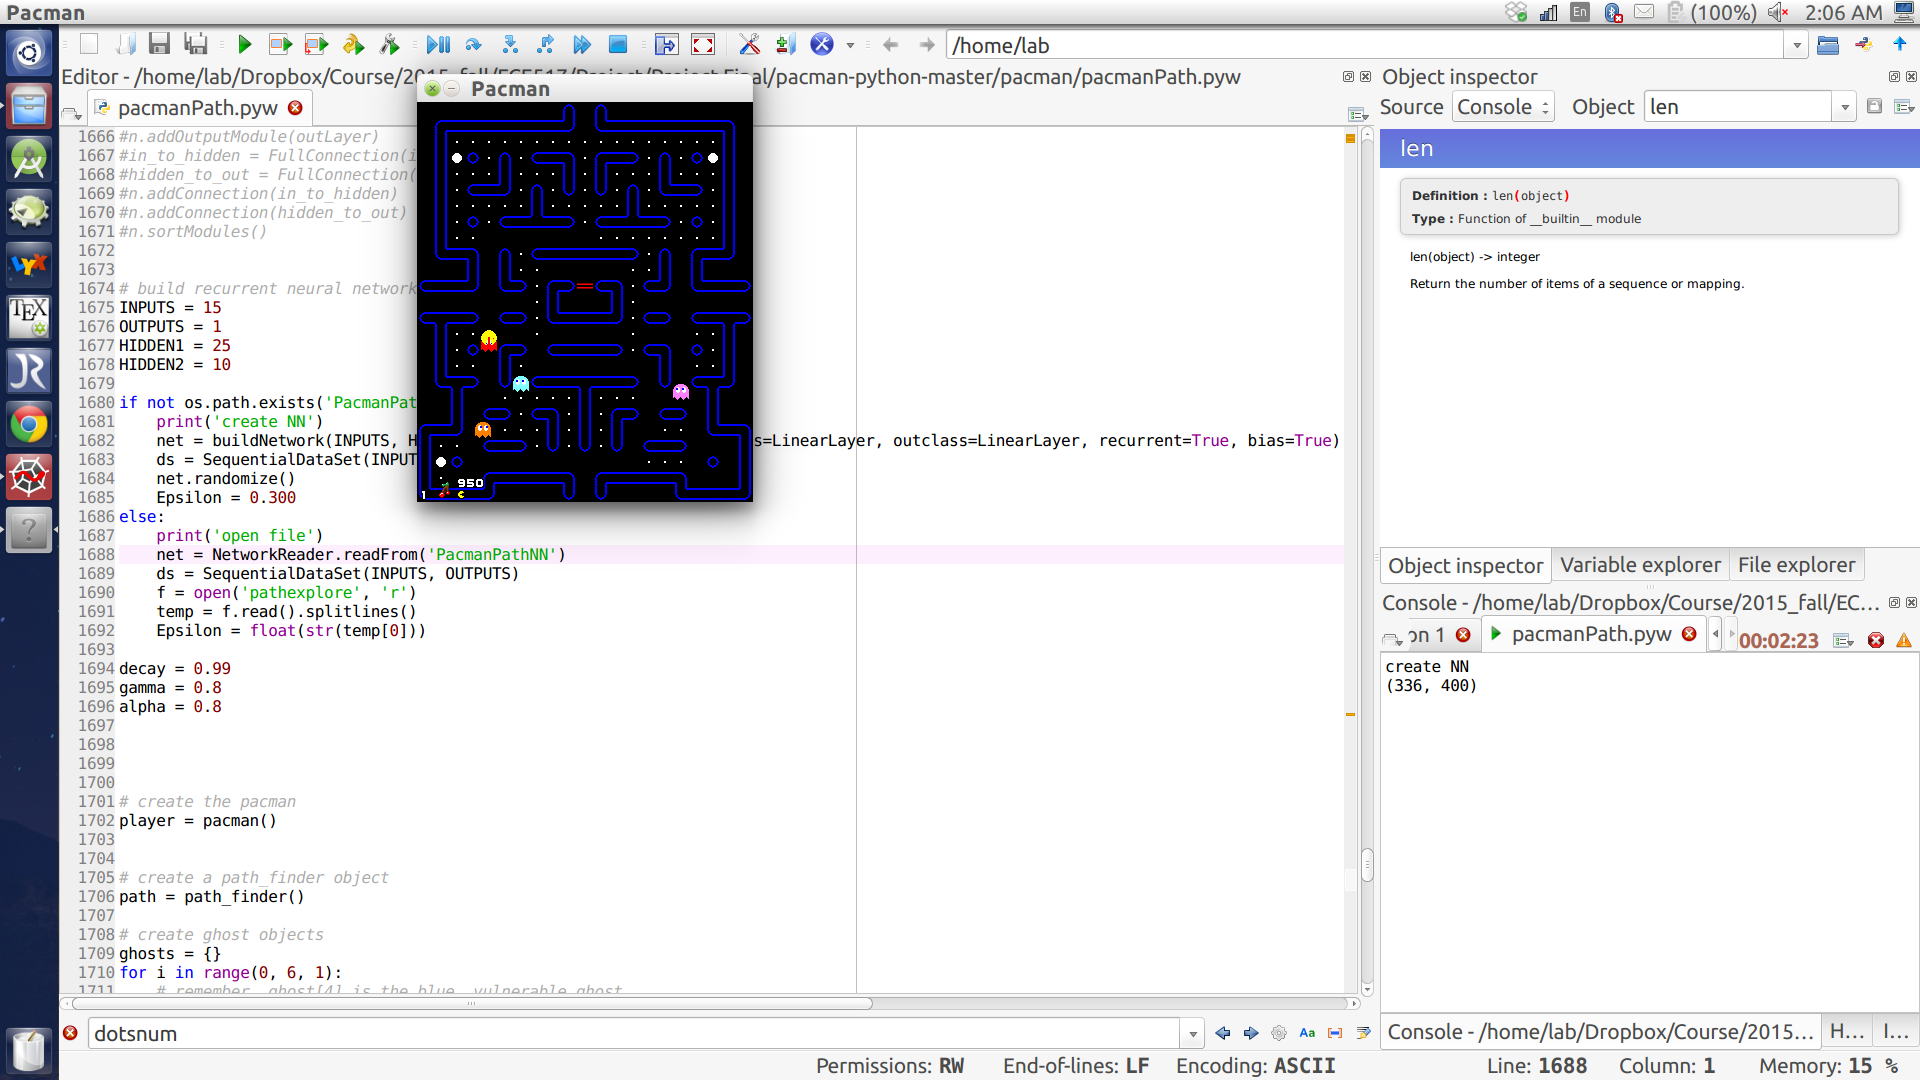 Pacman
En
(100%)
2:06 AM
/home/lab
Editor - /home/lab/Dropbox/Course/2
al/pacman-python-master/pacman/pacmanPath.pyw
pacmanPath.pyw
1666 #n.addOutputModule(outLayer)
1667 #in_to_hidden = FullConnection(i
1668 #hidden_to_out = FullConnection(
1669 #n.addConnection(in_to_hidden)
1670 #n.addConnection(hidden_to_out)
1671 #n.sortModules()
1672
1673
1674 # build recurrent neural network
1675 INPUTS = 15
1676 OUTPUTS = 1
1677 HIDDEN1 = 25
1678 HIDDEN2 = 10
1679
1680 if not os.path.exists('PacmanPat
1681 print('create NN')
1682 net = buildNetwork(INPUTS, H
s=LinearLayer, outclass=LinearLayer, recurrent=True, bias=True)
1683 ds = SequentialDataSet(INPUT
1684 net.randomize()
1685 Epsilon = 0.300
1686 else:
1687 print('open file')
1688 net = NetworkReader.readFrom('PacmanPathNN')
1689 ds = SequentialDataSet(INPUTS, OUTPUTS)
1690 f = open('pathexplore', 'r')
1691 temp = f.read().splitlines()
1692 Epsilon = float(str(temp[0]))
1693
1694 decay = 0.99
1695 gamma = 0.8
1696 alpha = 0.8
1697
1698
1699
1700
1701 # create the pacman
1702 player = pacman()
1703
1704
1705 # create a path_finder object
1706 path = path_finder()
1707
1708 # create ghost objects
1709 ghosts = {}
1710 for i in range(0, 6, 1):
1711 # remember, ghost[4] is the blue, vulnerable ghost
Pacman
950
1
dotsnum
Aa
Permissions: RW
End-of-lines: LF
Encoding: ASCII
Line: 1688
Column: 1
Memory: 15 %
Object inspector
Source
Console
Object
len
len
Definition : len(object)
Type : Function of __builtin__ module
len(object) -> integer
Return the number of items of a sequence or mapping.
Object inspector
Variable explorer
File explorer
Console - /home/lab/Dropbox/Course/2015_fall/EC...
on 1
pacmanPath.pyw
00:02:23
create NN
(336, 400)
Console - /home/lab/Dropbox/Course/2015...
H...
I...
LYX
TEX
JR